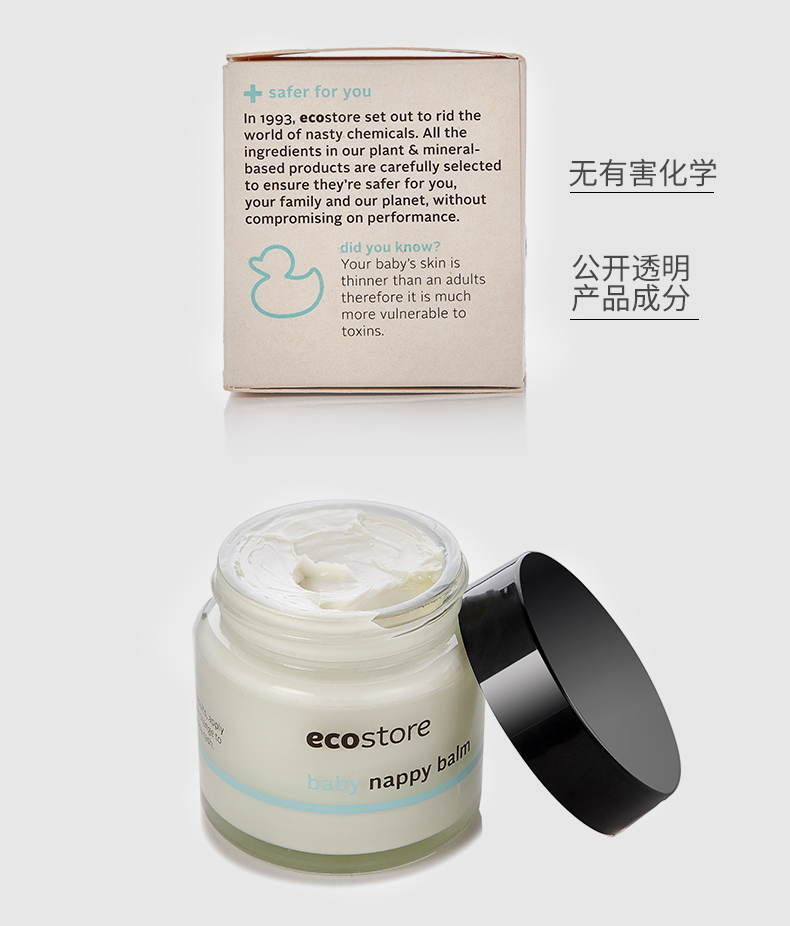 safer for you
In 1993, ecostore set out to rid the
world of nasty chemicals. All the
ingredients in our plant & mineral-
based products are carefully selected
to ensure they're safer for you,
your family and our planet, without
compromising on performance.
did you know?
Your baby's skin is
thinner than an adults
therefore it is much
more vulnerable to
toxins.
无有害化学
公开透明
产品成分
ecostore
baby nappy balm
apply